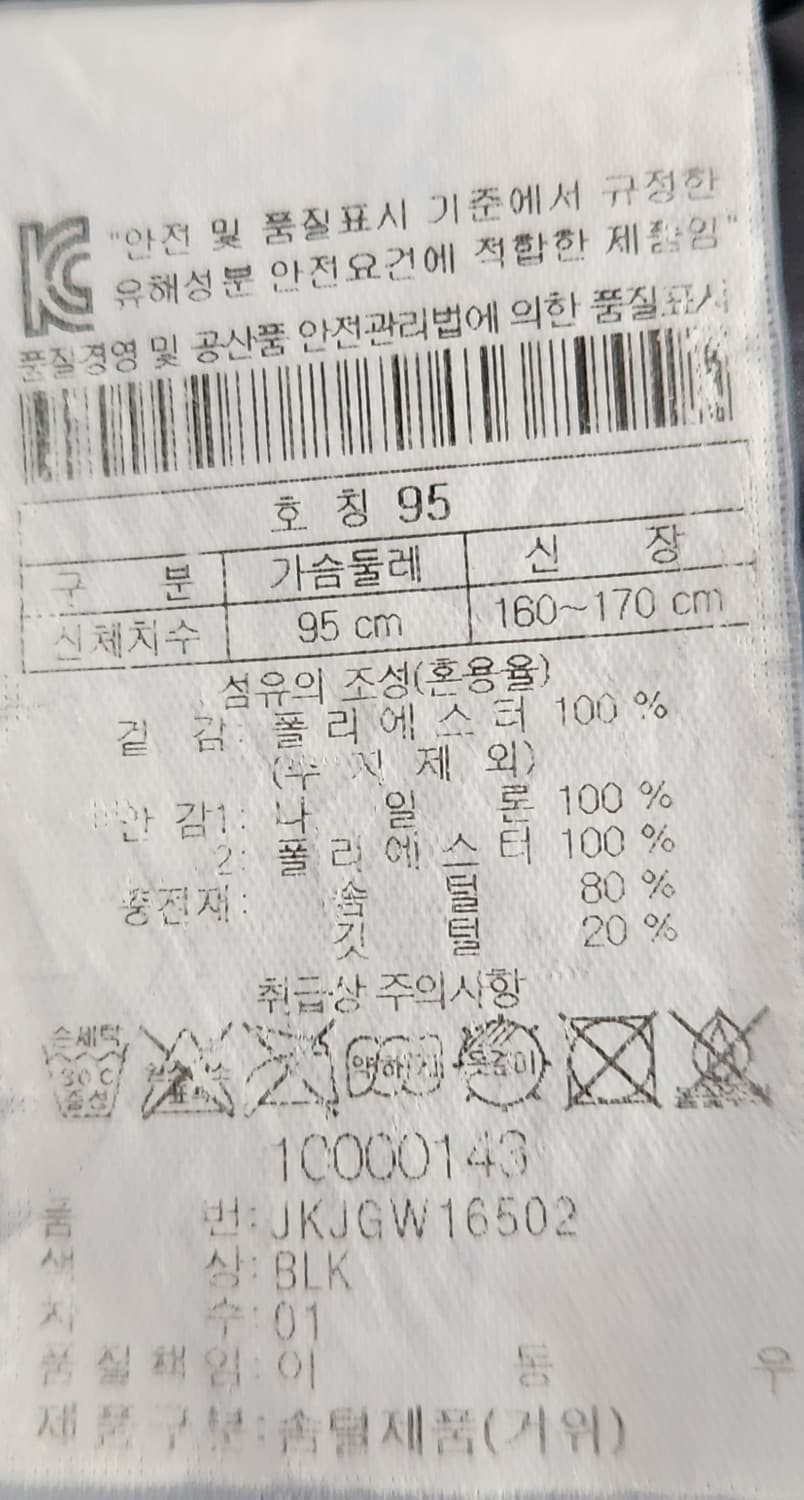 "안전 및 품질표시 기준에서 규정한
유해성분 안전요건에 적합한 제품임"
품질경영 및 공산품 안전관리법에 의한 품질표시
호 칭 95
구 분 가슴둘레 신 장
신체치수 95 cm 160~170 cm
섬유의 조성(혼용율)
겉 감: 폴 리 에 스 터 100 %
(수 지 제 외)
안 감1: 나 일 론 100 %
2: 폴 리 에 스 터 100 %
충전재: 솜 털 80 %
깃 털 20 %
취급상 주의사항
손세탁
30℃
중성
약하게
옷걸이
10000143
품 번: JKJGW16502
색 상: BLK
치 수: 01
품 질 책 임: 이 동 우
제 품 구 분: 솜털제품(거위)